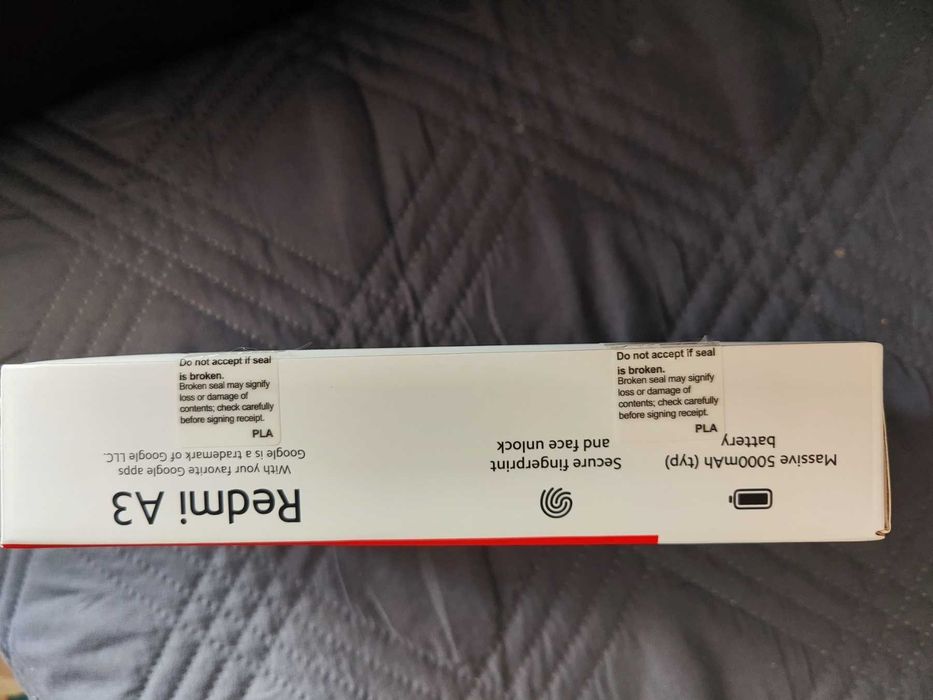 Do not accept if seal
is broken.
Broken seal may signify
loss or damage of
contents; check carefully
before signing receipt.
PLA
Do not accept if seal
is broken.
Broken seal may signify
loss or damage of
contents; check carefully
before signing receipt.
PLA
Redmi A3
With your favorite Google apps
Google is a trademark of Google LLC.
Secure fingerprint
and face unlock
Massive 5000mAh (typ)
battery